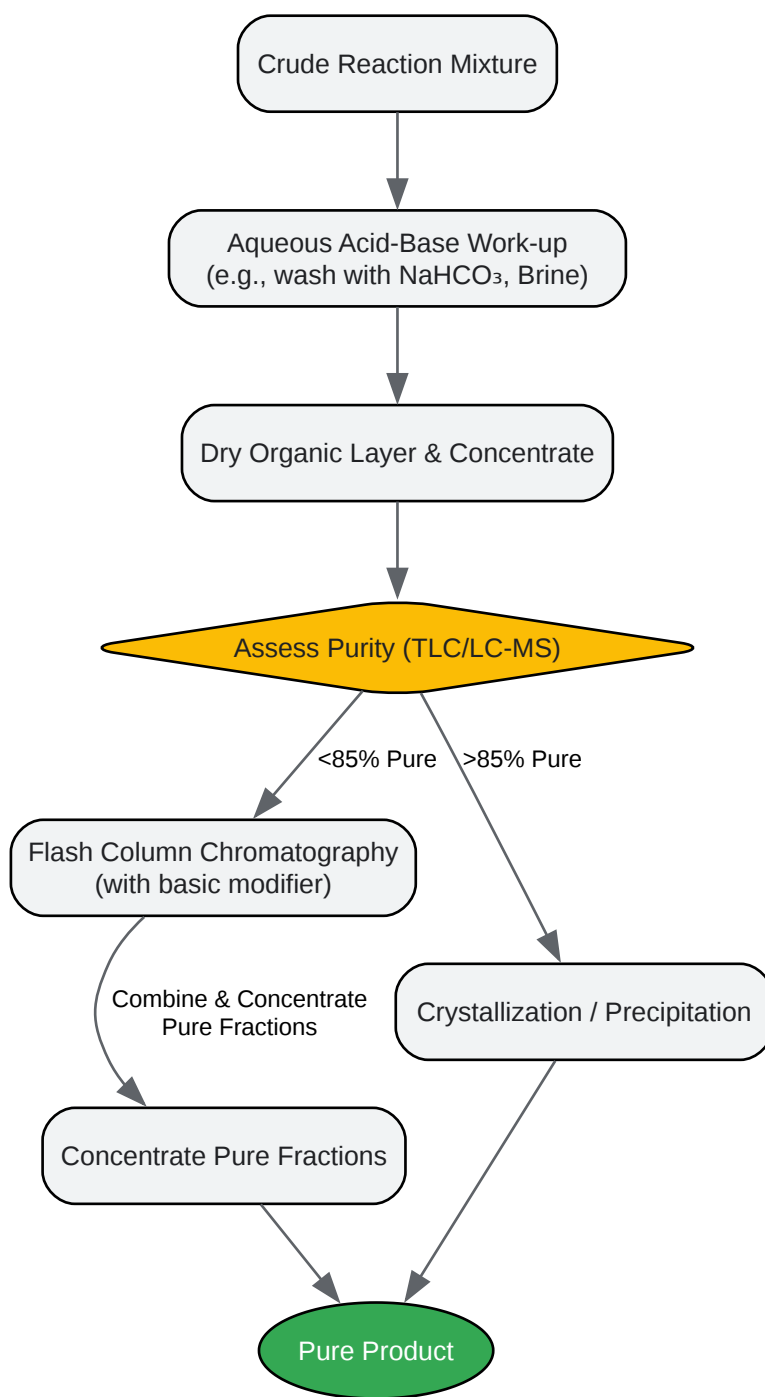 Crude Reaction Mixture
Aqueous Acid-Base Work-up
(e.g., wash with NaHCO₃, Brine)
Dry Organic Layer & Concentrate
Assess Purity (TLC/LC-MS)
<85% Pure
>85% Pure
Flash Column Chromatography
(with basic modifier)
Combine & Concentrate
Pure Fractions
Crystallization / Precipitation
Concentrate Pure Fractions
Pure Product